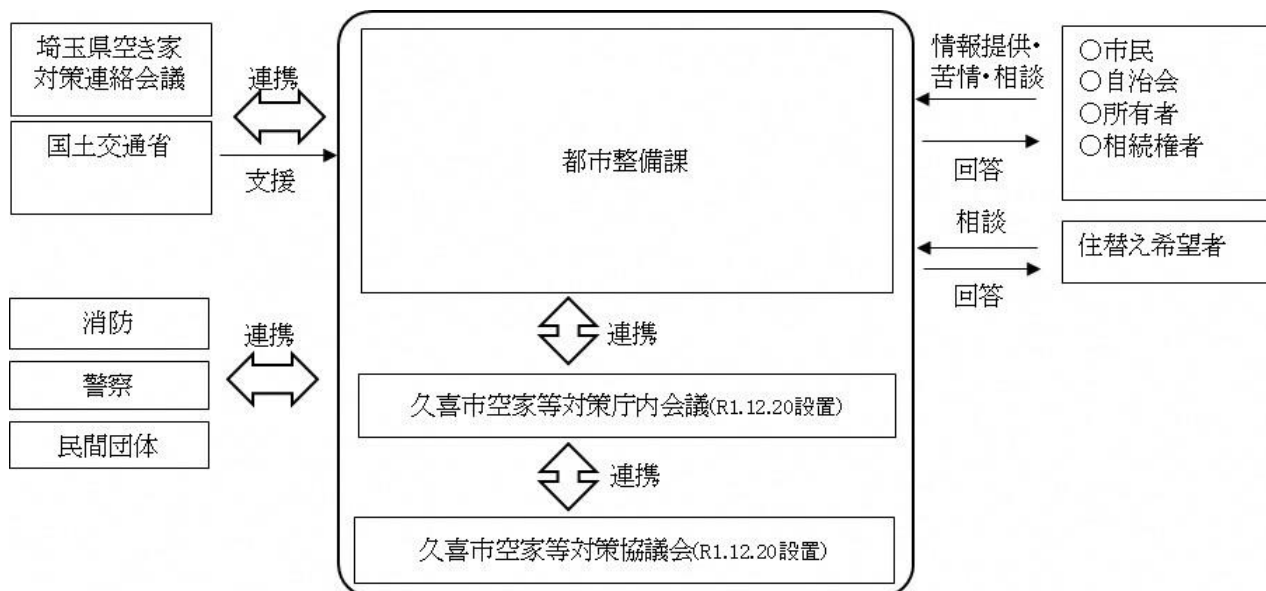 埼玉県空き家
対策連絡会議
国土交通省
連携
支援
消防
警察
民間団体
連携
都市整備課
連携
久喜市空家等対策庁内会議(R1.12.20設置)
連携
久喜市空家等対策協議会(R1.12.20設置)
情報提供・
苦情・相談
回答
相談
回答
○市民
○自治会
○所有者
○相続権者
住替え希望者